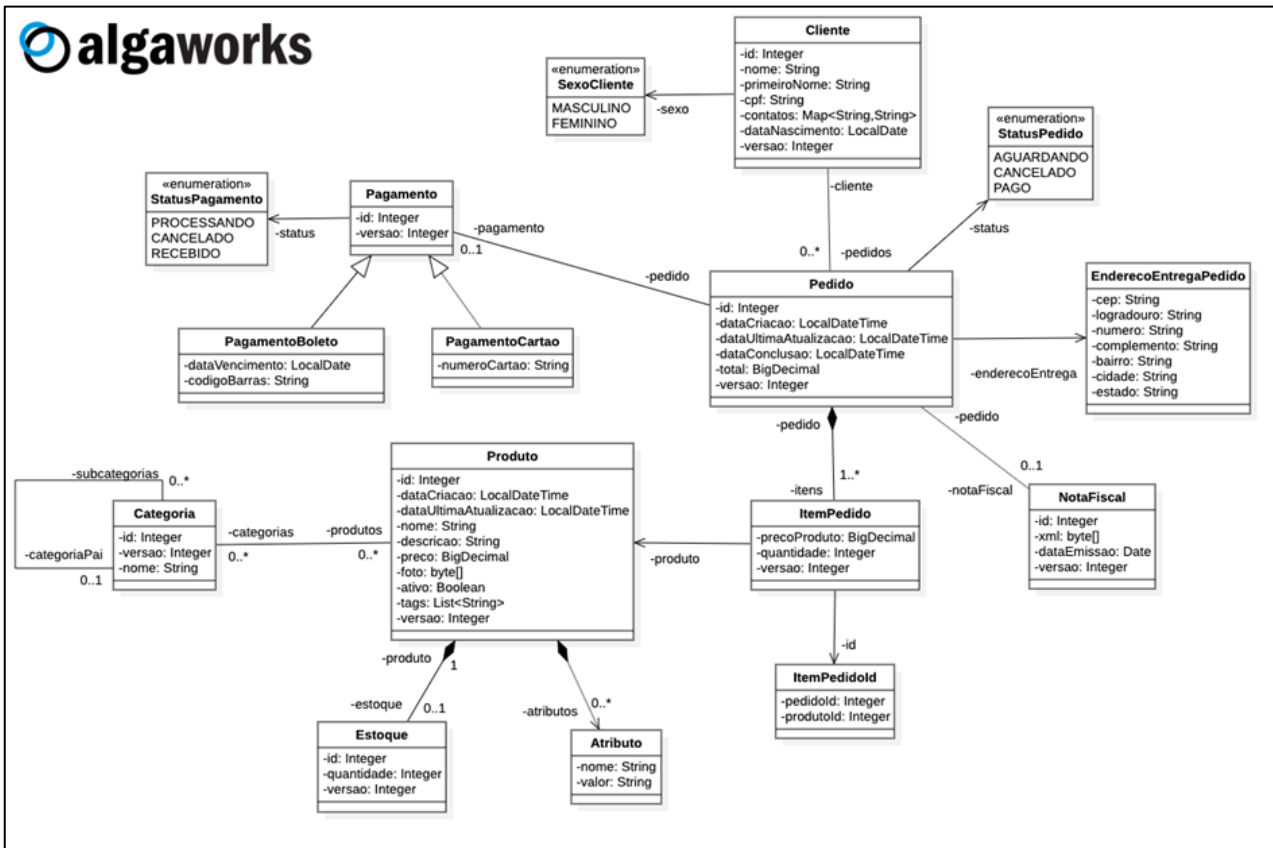 algaworks
Cliente
-id: Integer
-nome: String
-primeiroNome: String
-cpf: String
-contatos: Map<String,String>
-dataNascimento: LocalDate
-versao: Integer
«enumeration»
SexoCliente
MASCULINO
FEMININO
-sexo
«enumeration»
StatusPedido
AGUARDANDO
CANCELADO
PAGO
-cliente
-status
0..*
-pedidos
«enumeration»
StatusPagamento
PROCESSANDO
CANCELADO
RECEBIDO
-status
Pagamento
-id: Integer
-versao: Integer
-pagamento
0..1
-pedido
Pedido
-id: Integer
-dataCriacao: LocalDateTime
-dataUltimaAtualizacao: LocalDateTime
-dataConclusao: LocalDateTime
-total: BigDecimal
-versao: Integer
EnderecoEntregaPedido
-cep: String
-logradouro: String
-numero: String
-complemento: String
-bairro: String
-cidade: String
-estado: String
-enderecoEntrega
PagamentoBoleto
-dataVencimento: LocalDate
-codigoBarras: String
PagamentoCartao
-numeroCartao: String
-pedido
1..*
-itens
-pedido
0..1
-notaFiscal
Produto
-id: Integer
-dataCriacao: LocalDateTime
-dataUltimaAtualizacao: LocalDateTime
-nome: String
-descricao: String
-preco: BigDecimal
-foto: byte[]
-ativo: Boolean
-tags: List<String>
-versao: Integer
-subcategorias
0..*
Categoria
-id: Integer
-versao: Integer
-nome: String
-categoriaPai
0..1
-categorias
0..*
-produtos
0..*
ItemPedido
-precoProduto: BigDecimal
-quantidade: Integer
-versao: Integer
-produto
NotaFiscal
-id: Integer
-xml: byte[]
-dataEmissao: Date
-versao: Integer
-id
ItemPedidoId
-pedidoId: Integer
-produtoId: Integer
-produto
1
-estoque
0..1
Estoque
-id: Integer
-quantidade: Integer
-versao: Integer
-atributos
0..*
Atributo
-nome: String
-valor: String